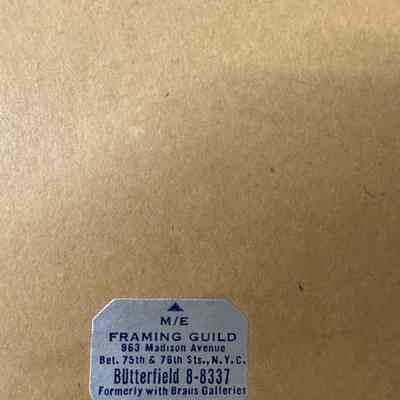 M/E
FRAMING GUILD
963 Madison Avenue
Bet. 75th & 76th Sts., N.Y.C.
BUtterfield 8-8337
Formerly with Braus Galleries